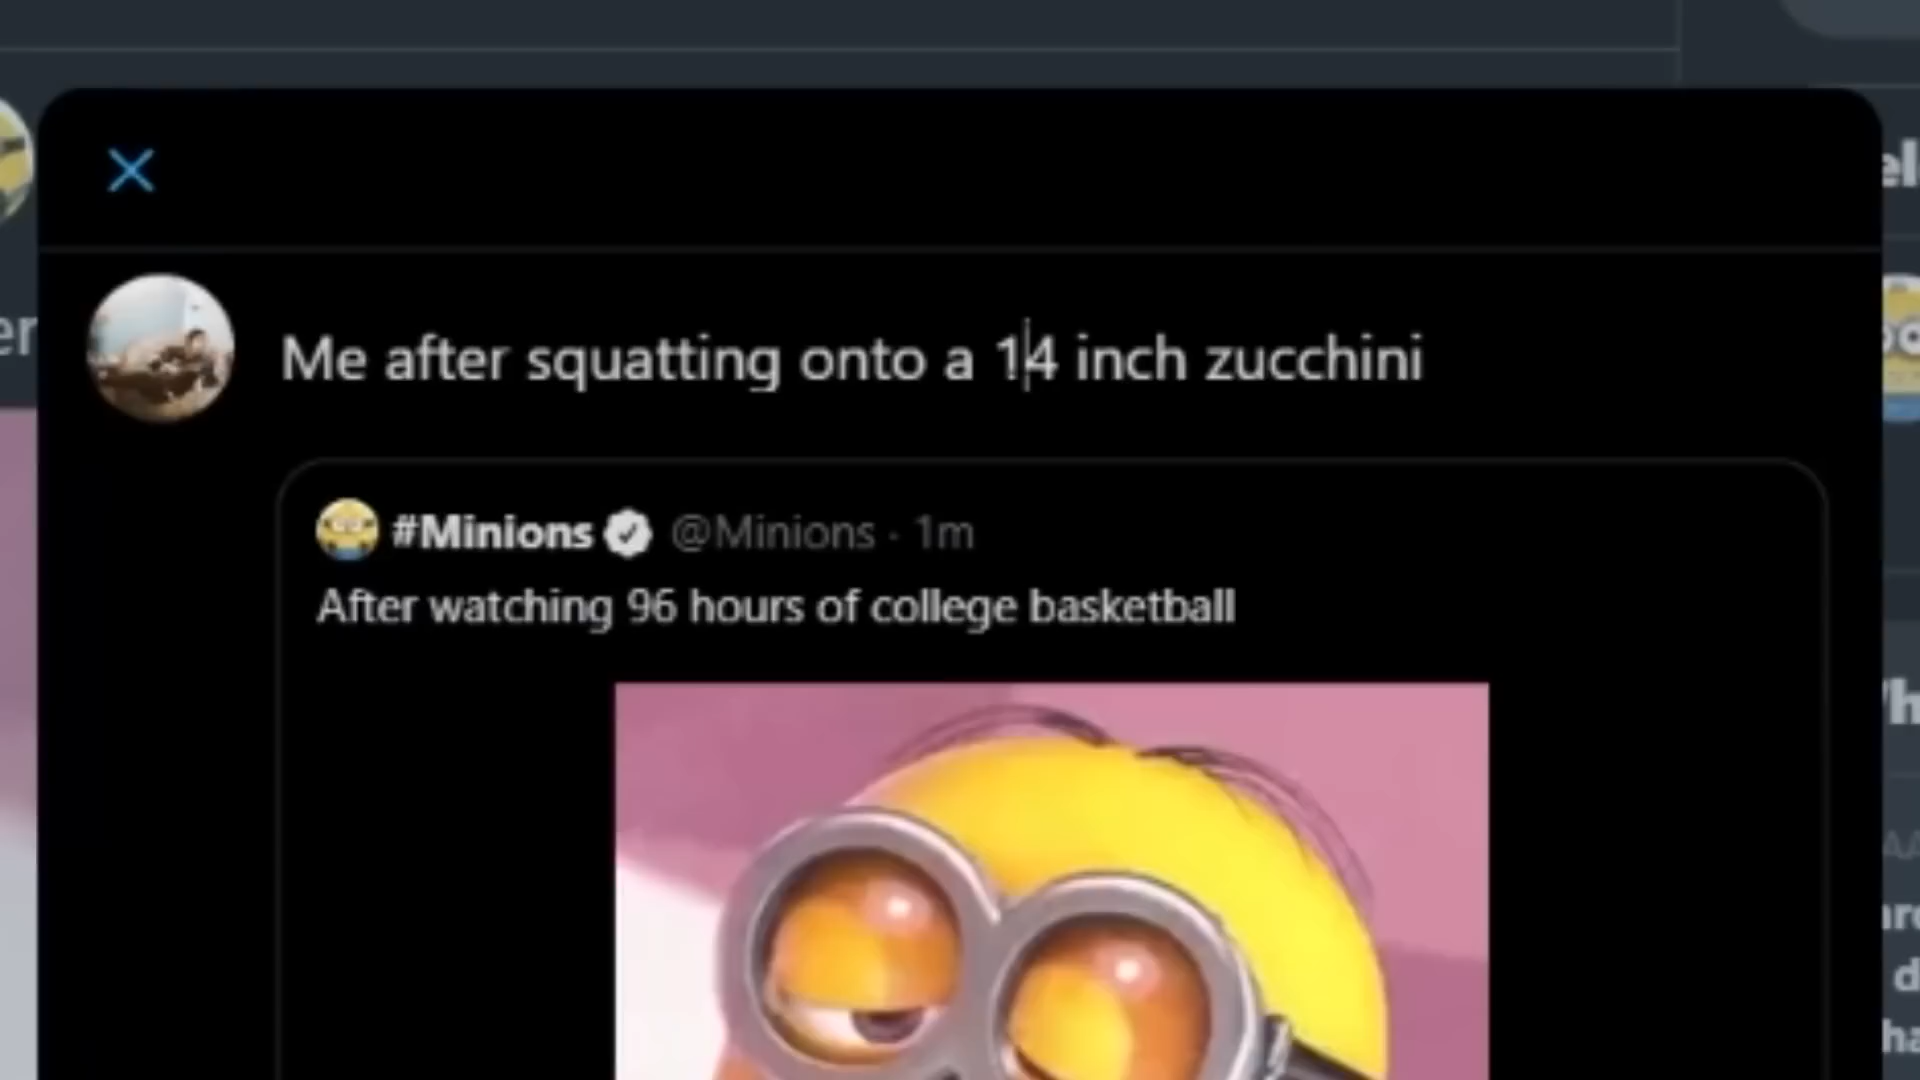 Me after squatting onto a 14 inch zucchini
#Minions @Minions · 1m
After watching 96 hours of college basketball